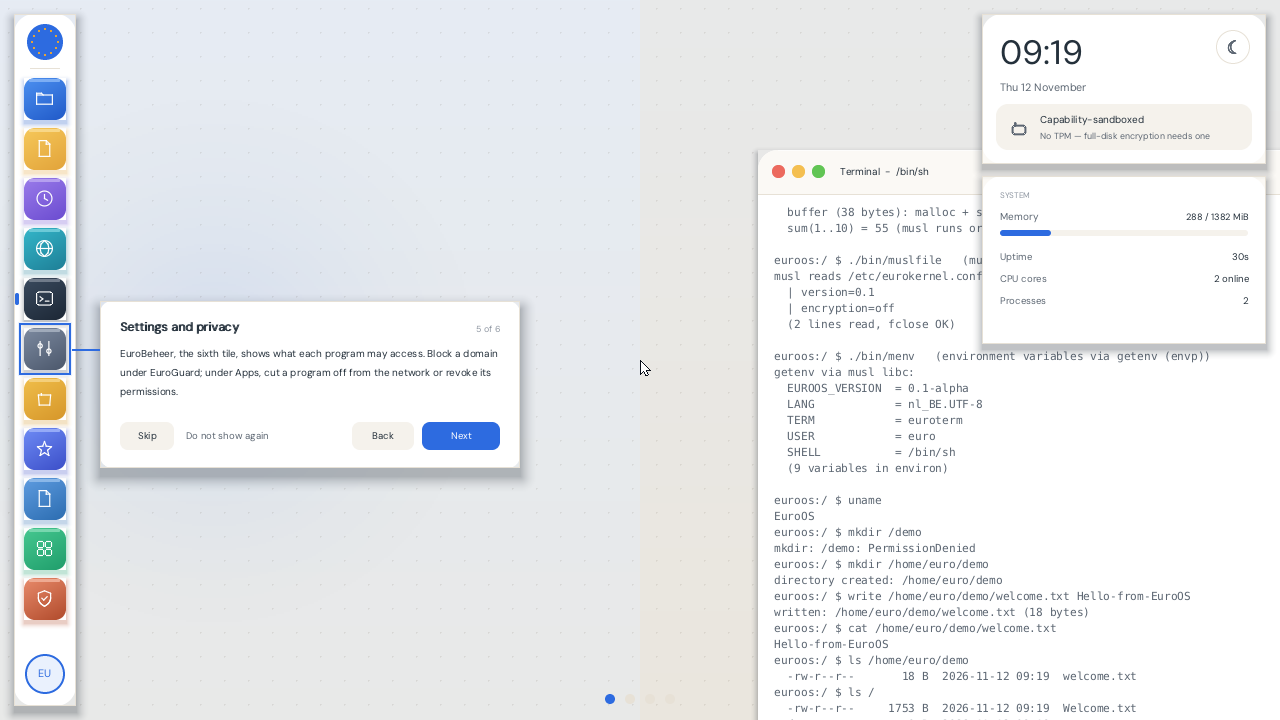 09:19
Thu 12 November
Capability-sandboxed
No TPM — full-disk encryption needs one
SYSTEM
Memory 288 / 1382 MiB
Uptime 30s
CPU cores 2 online
Processes 2
Terminal - /bin/sh
buffer (38 bytes): malloc + s
sum(1..10) = 55 (musl runs or
euroos:/ $ ./bin/muslfile (mu
musl reads /etc/eurokernel.conf
| version=0.1
| encryption=off
(2 lines read, fclose OK)
euroos:/ $ ./bin/menv (environment variables via getenv (envp))
getenv via musl libc:
EUROOS_VERSION = 0.1-alpha
LANG = nl_BE.UTF-8
TERM = euroterm
USER = euro
SHELL = /bin/sh
(9 variables in environ)
euroos:/ $ uname
EuroOS
euroos:/ $ mkdir /demo
mkdir: /demo: PermissionDenied
euroos:/ $ mkdir /home/euro/demo
directory created: /home/euro/demo
euroos:/ $ write /home/euro/demo/welcome.txt Hello-from-EuroOS
written: /home/euro/demo/welcome.txt (18 bytes)
euroos:/ $ cat /home/euro/demo/welcome.txt
Hello-from-EuroOS
euroos:/ $ ls /home/euro/demo
-rw-r--r-- 18 B 2026-11-12 09:19 welcome.txt
euroos:/ $ ls /
-rw-r--r-- 1753 B 2026-11-12 09:19 Welcome.txt
Settings and privacy
5 of 6
EuroBeheer, the sixth tile, shows what each program may access. Block a domain
under EuroGuard; under Apps, cut a program off from the network or revoke its
permissions.
Skip
Do not show again
Back
Next
EU